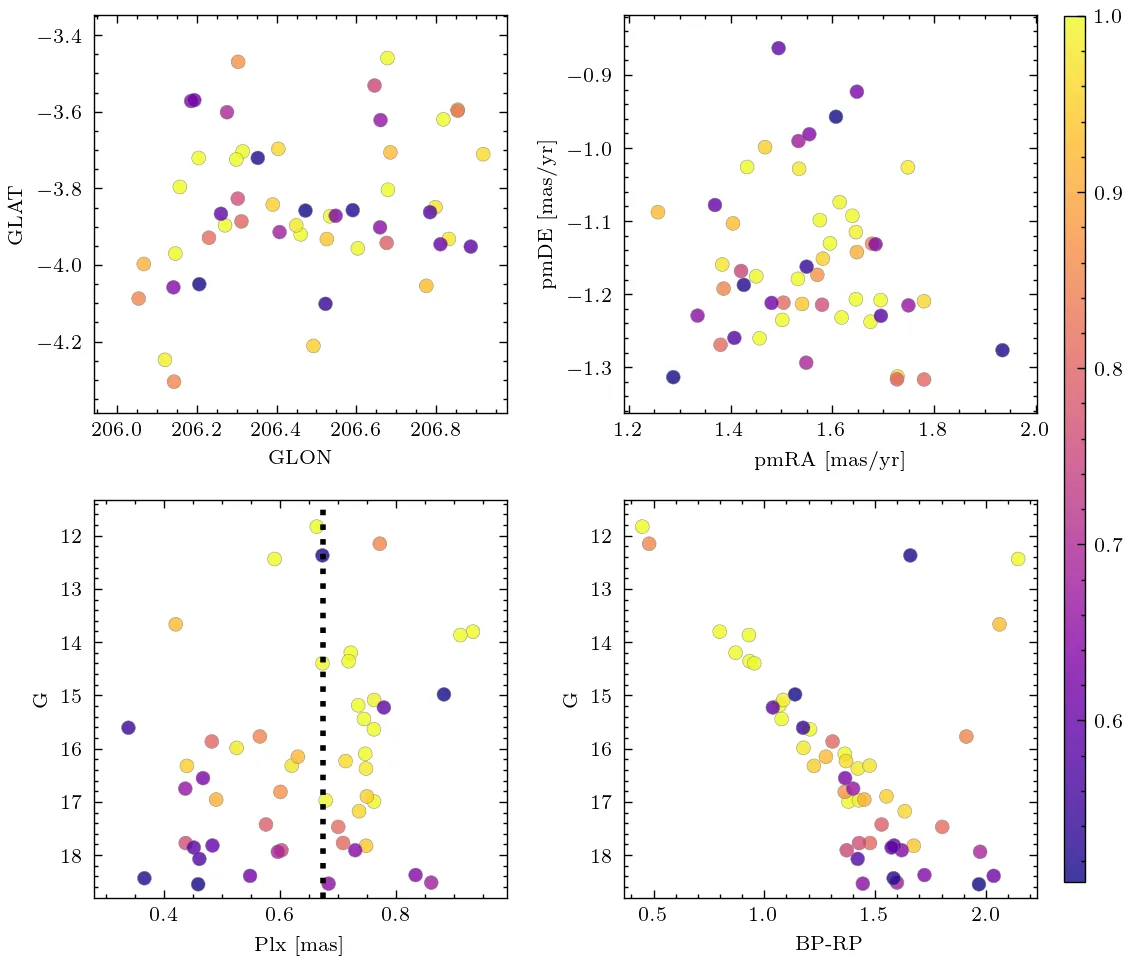 GLAT
−3.4
−3.6
−3.8
−4.0
−4.2
206.0 206.2 206.4 206.6 206.8
GLON
pmDE [mas/yr]
−0.9
−1.0
−1.1
−1.2
−1.3
1.2 1.4 1.6 1.8 2.0
pmRA [mas/yr]
G
12
13
14
15
16
17
18
0.4 0.6 0.8
Plx [mas]
G
12
13
14
15
16
17
18
0.5 1.0 1.5 2.0
BP-RP
1.0
0.9
0.8
0.7
0.6